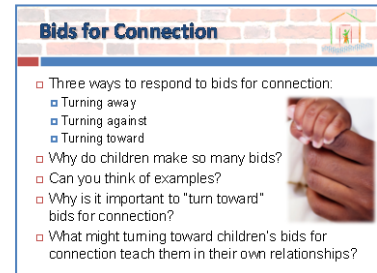 Bids for Connection
Three ways to respond to bids for connection:
Turning away
Turning against
Turning toward
Why do children make so many bids?
Can you think of examples?
Why is it important to "turn toward"
bids for connection?
What might turning toward children's bids for
connection teach them in their own relationships?